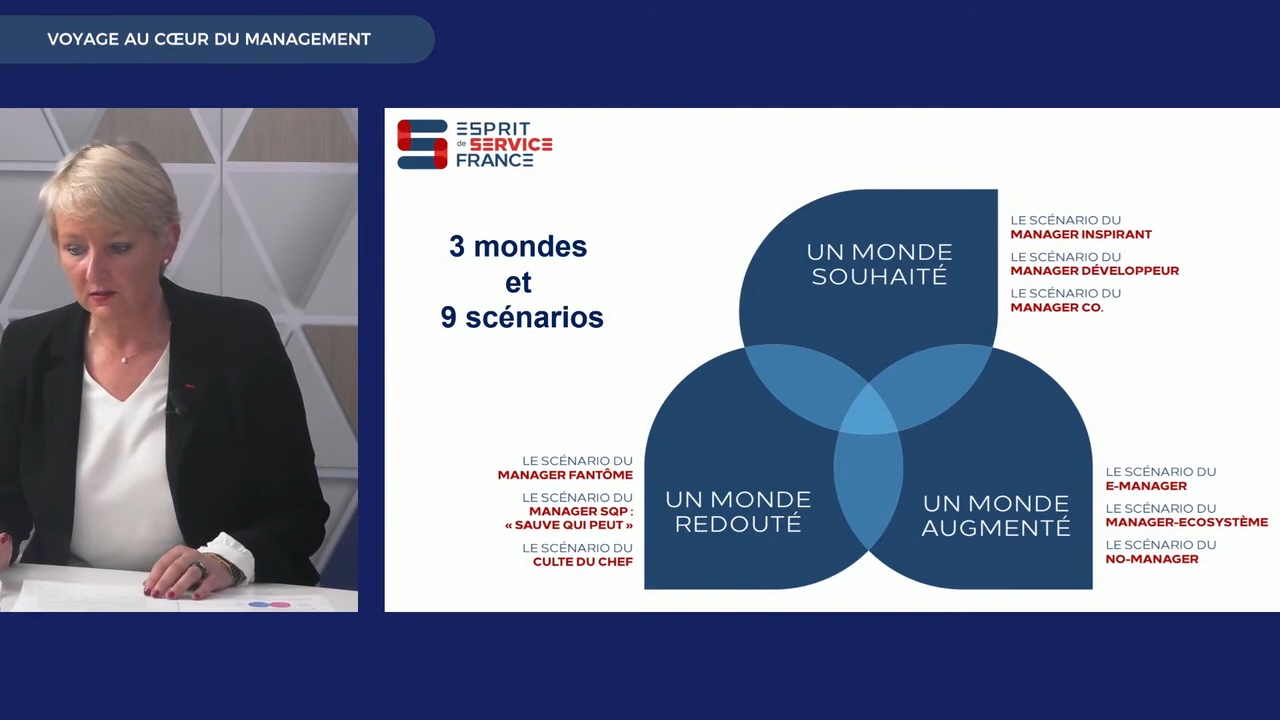 VOYAGE AU CŒUR DU MANAGEMENT
ESPRIT
de SERVICE
FRANCE
3 mondes
et
9 scénarios
UN MONDE
SOUHAITÉ
LE SCÉNARIO DU
MANAGER INSPIRANT
LE SCÉNARIO DU
MANAGER DÉVELOPPEUR
LE SCÉNARIO DU
MANAGER CO.
LE SCÉNARIO DU
MANAGER FANTÔME
LE SCÉNARIO DU
MANAGER SQP :
« SAUVE QUI PEUT »
LE SCÉNARIO DU
CULTE DU CHEF
UN MONDE
REDOUTÉ
UN MONDE
AUGMENTÉ
LE SCÉNARIO DU
E-MANAGER
LE SCÉNARIO DU
MANAGER-ECOSYSTÈME
LE SCÉNARIO DU
NO-MANAGER